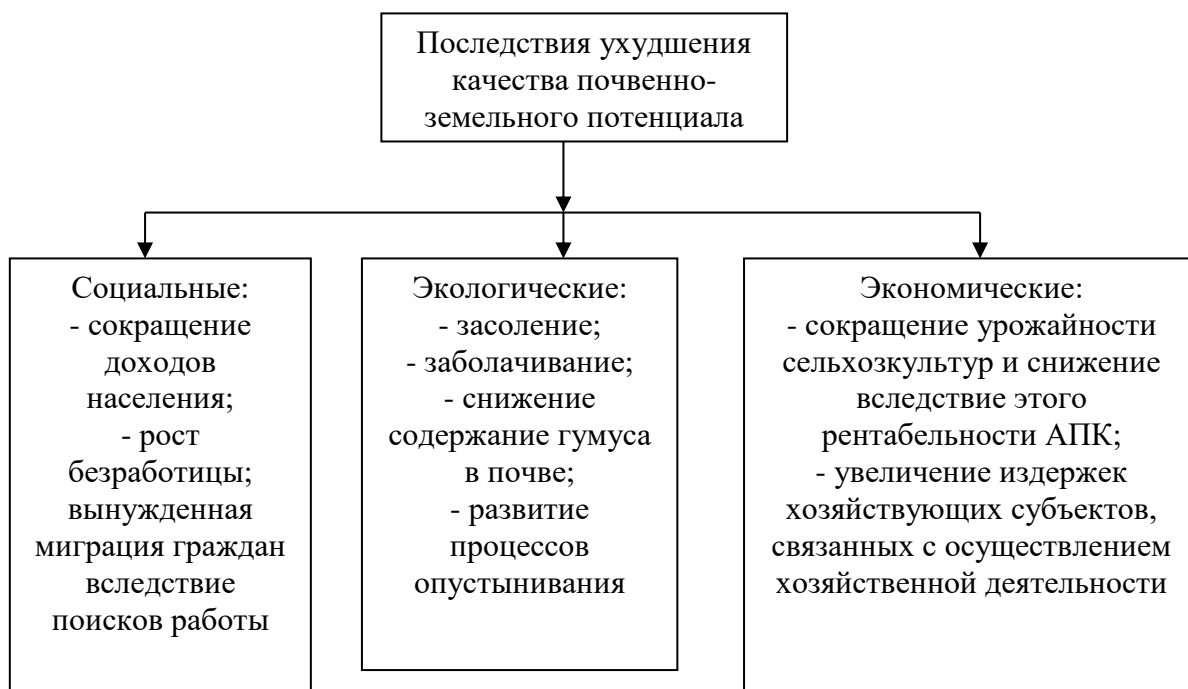 Последствия ухудшения
качества почвенно-
земельного потенциала
Социальные:
- сокращение
доходов
населения;
- рост
безработицы;
вынужденная
миграция граждан
вследствие
поисков работы
Экологические:
- засоление;
- заболачивание;
- снижение
содержание гумуса
в почве;
- развитие
процессов
опустынивания
Экономические:
- сокращение урожайности
сельхозкультур и снижение
вследствие этого
рентабельности АПК;
- увеличение издержек
хозяйствующих субъектов,
связанных с осуществлением
хозяйственной деятельности